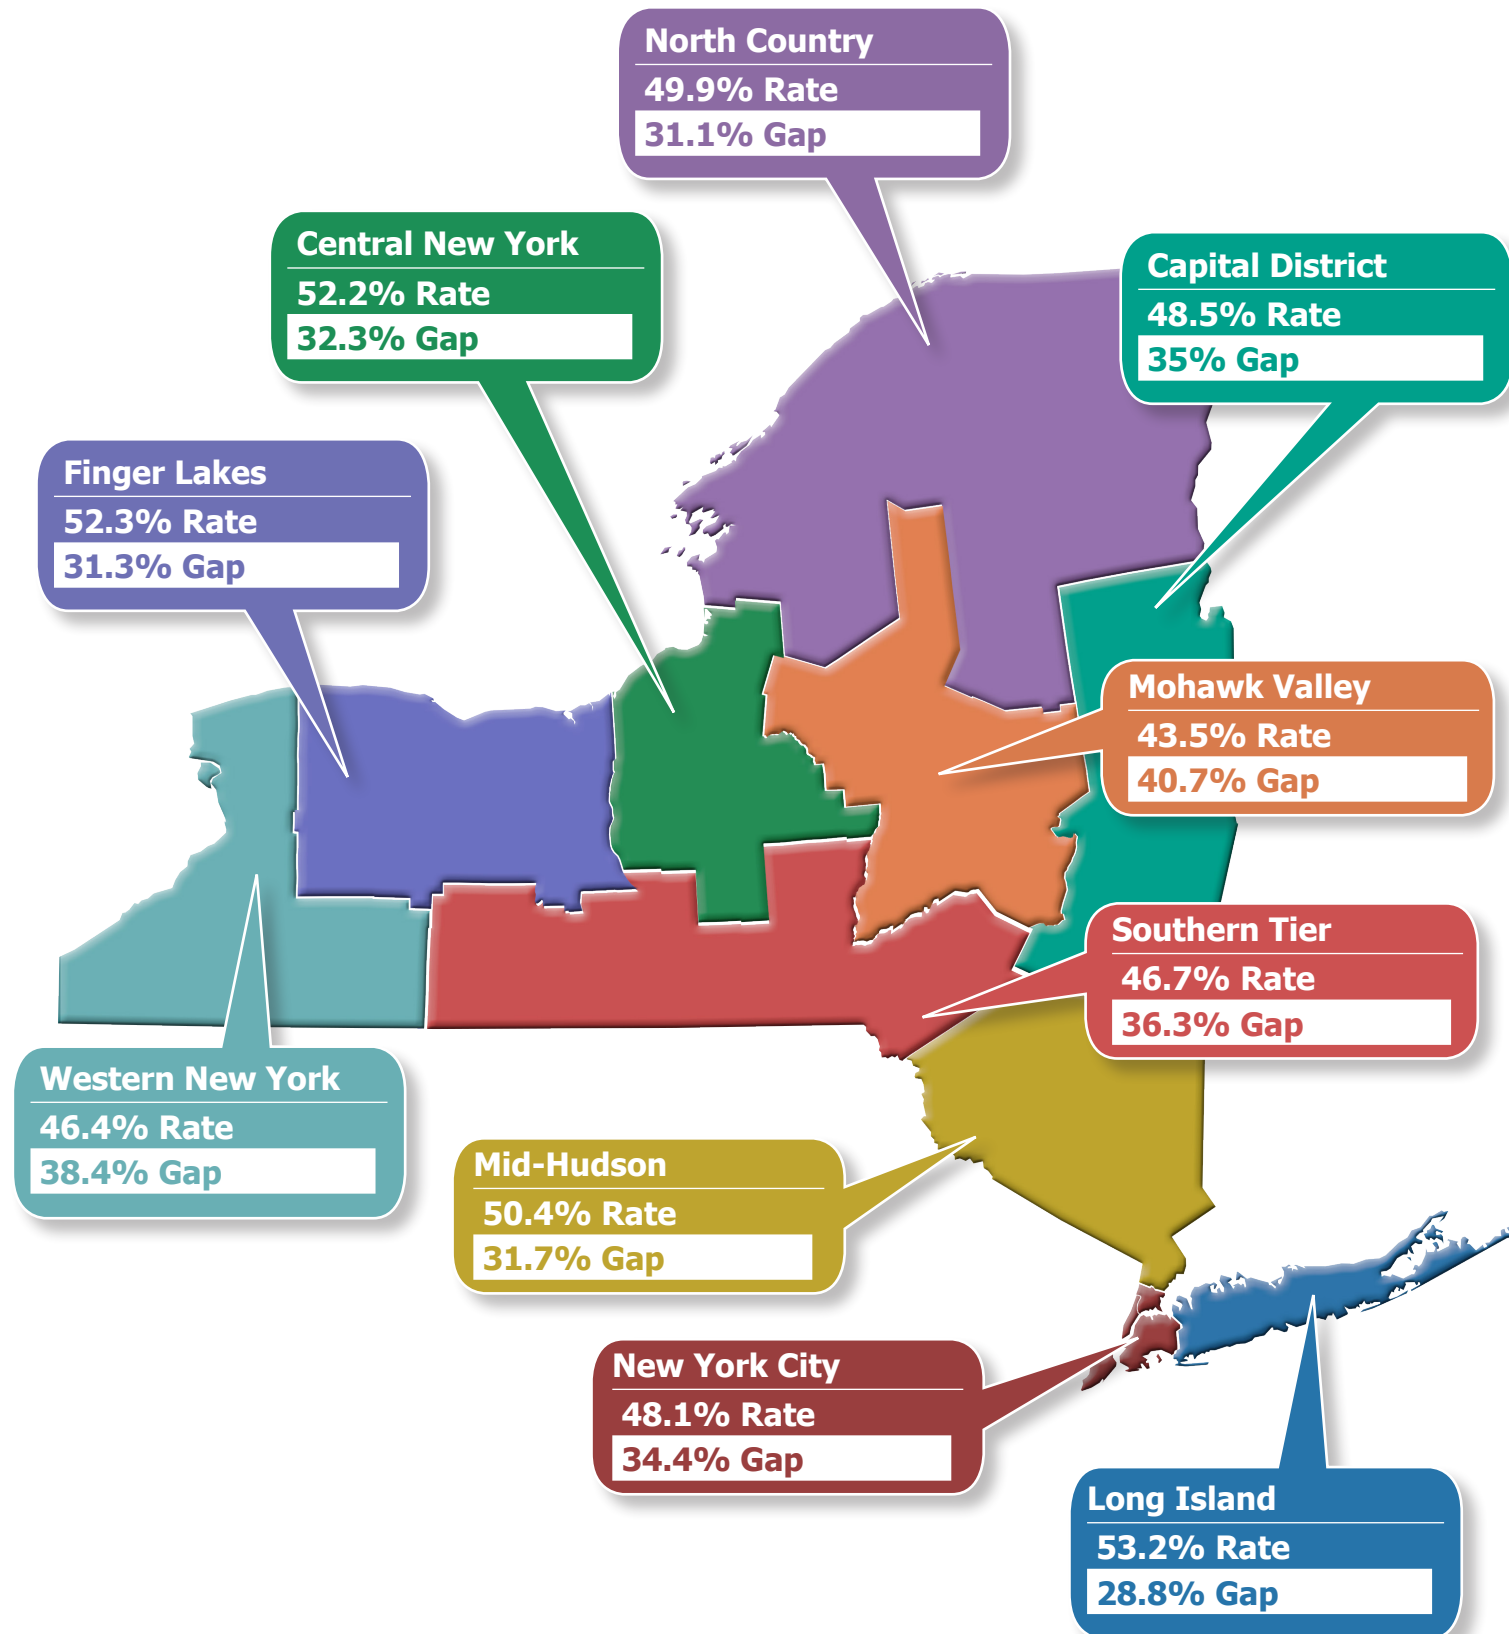 North Country
49.9% Rate
31.1% Gap
Central New York
52.2% Rate
32.3% Gap
Capital District
48.5% Rate
35% Gap
Finger Lakes
52.3% Rate
31.3% Gap
Mohawk Valley
43.5% Rate
40.7% Gap
Southern Tier
46.7% Rate
36.3% Gap
Western New York
46.4% Rate
38.4% Gap
Mid-Hudson
50.4% Rate
31.7% Gap
New York City
48.1% Rate
34.4% Gap
Long Island
53.2% Rate
28.8% Gap